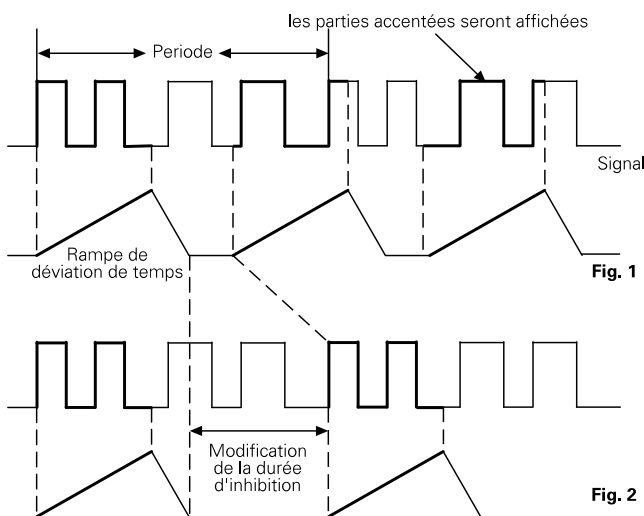 les parties accentées seront affichées
Periode
Signal
Rampe de
déviation de temps
Fig. 1
Modification
de la durée
d'inhibition
Fig. 2